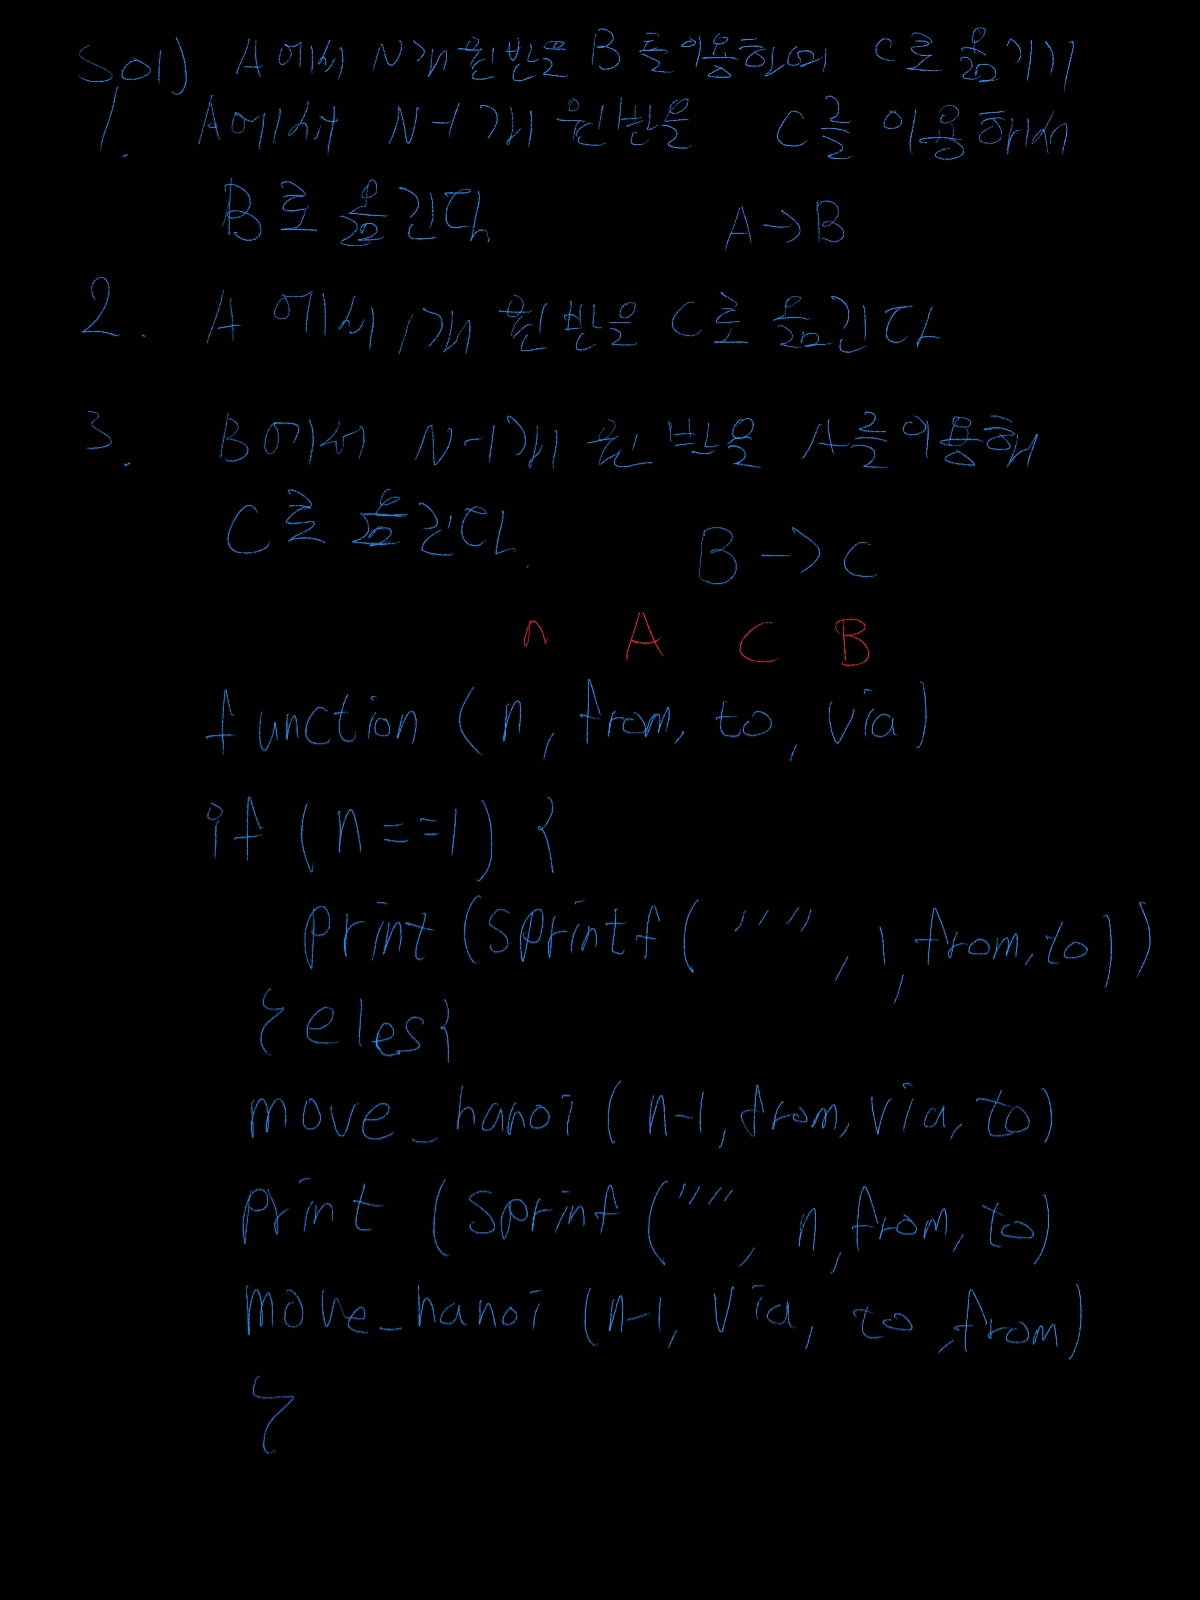 Sol) A에서 N개 원반을 B를 이용하여 C로 옮기기
1. A에서 N-1개 원반을 C를 이용해서
B로 옮긴다 A->B
2. A에서 1개 원반을 C로 옮긴다
3. B에서 N-1개 원반을 A를 이용해
C로 옮긴다. B->C
n A C B
function (n, from, to, via)
if (n==1) {
print (sprintf( "" , 1, from, to))
} eles{
move_hanoi ( n-1, from, via, to)
print (sprinf ("" , n, from, to)
move_hanoi (n-1, via, to, from)
}